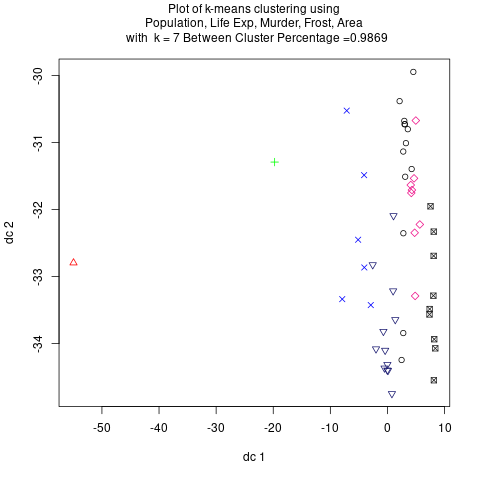 Plot of k-means clustering using
Population, Life Exp, Murder, Frost, Area
with k = 7 Between Cluster Percentage =0.9869
-30
-31
-32
-33
-34
dc 2
-50 -40 -30 -20 -10 0 10
dc 1